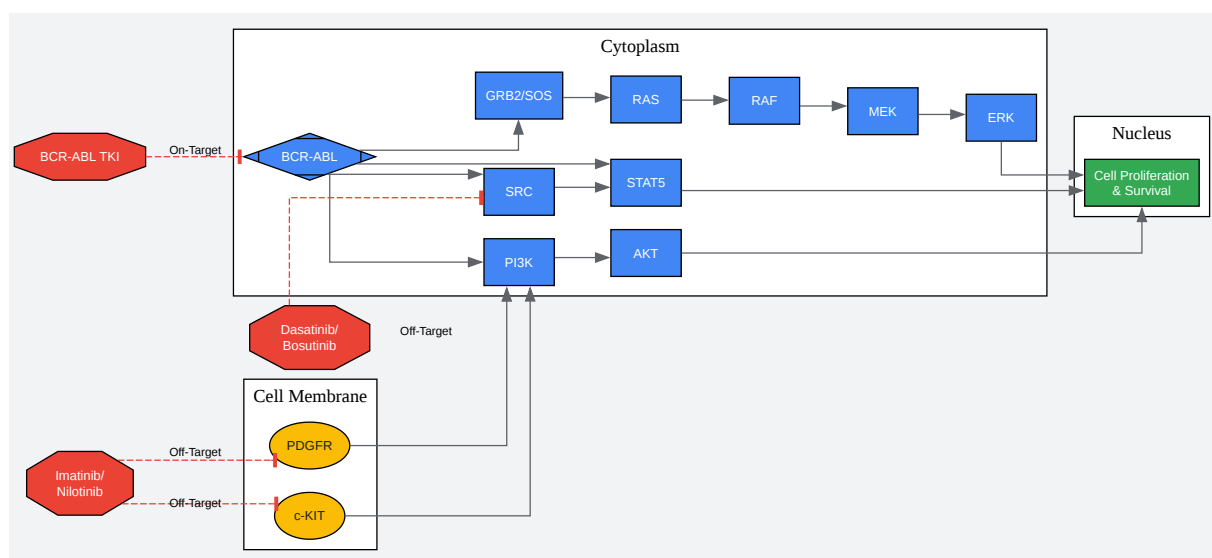 Cytoplasm
GRB2/SOS
RAS
RAF
MEK
ERK
Nucleus
BCR-ABL TKI
On-Target
BCR-ABL
Cell Proliferation
& Survival
SRC
STAT5
PI3K
AKT
Dasatinib/
Bosutinib
Off-Target
Cell Membrane
PDGFR
Off-Target
Imatinib/
Nilotinib
Off-Target
c-KIT